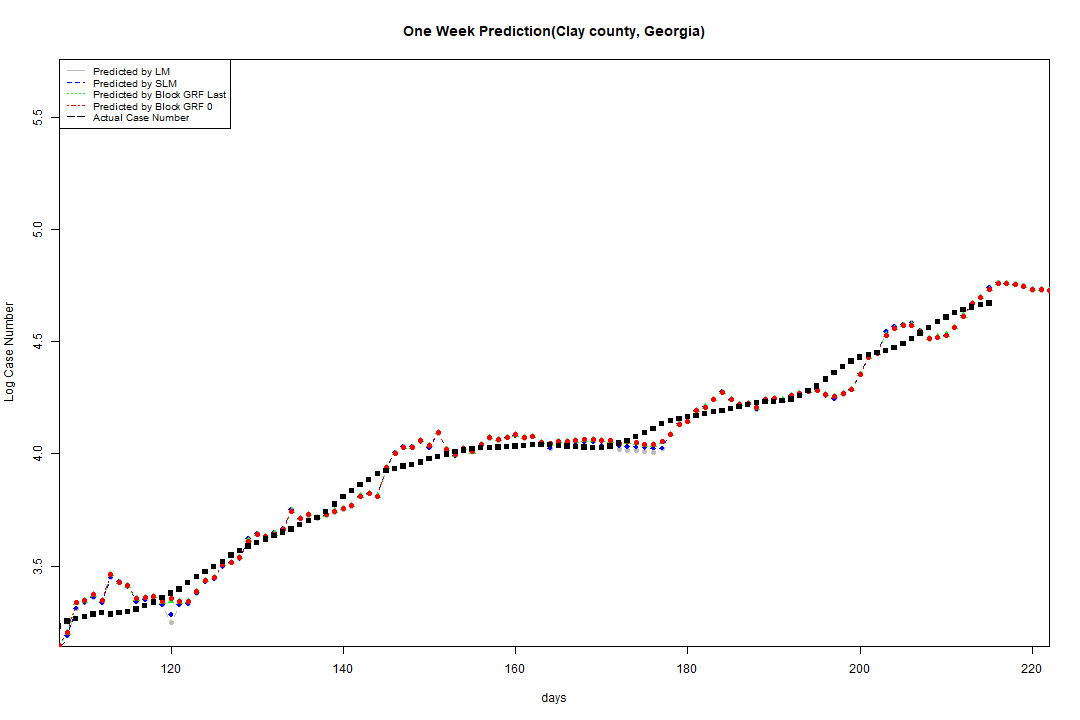 One Week Prediction(Clay county, Georgia)
Predicted by LM
Predicted by SLM
Predicted by Block GRF Last
Predicted by Block GRF 0
Actual Case Number
5.5
5.0
4.5
4.0
3.5
Log Case Number
120 140 160 180 200 220
days